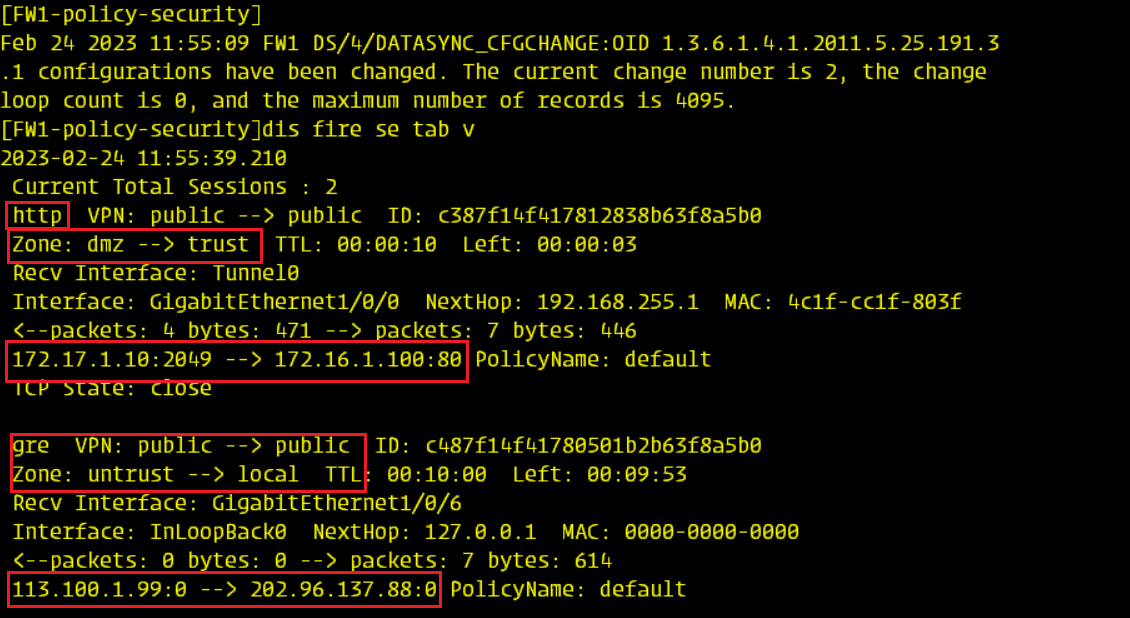 [FW1-policy-security]
Feb 24 2023 11:55:09 FW1 DS/4/DATASYNC_CFGCHANGE:OID 1.3.6.1.4.1.2011.5.25.191.3
.1 configurations have been changed. The current change number is 2, the change
loop count is 0, and the maximum number of records is 4095.
[FW1-policy-security]dis fire se tab v
2023-02-24 11:55:39.210
Current Total Sessions : 2
http VPN: public --> public ID: c387f14f417812838b63f8a5b0
Zone: dmz --> trust TTL: 00:00:10 Left: 00:00:03
Recv Interface: Tunnel0
Interface: GigabitEthernet1/0/0 NextHop: 192.168.255.1 MAC: 4c1f-cc1f-803f
<--packets: 4 bytes: 471 --> packets: 7 bytes: 446
172.17.1.10:2049 --> 172.16.1.100:80 PolicyName: default
TCP State: close
gre VPN: public --> public ID: c487f14f41780501b2b63f8a5b0
Zone: untrust --> local TTL: 00:10:00 Left: 00:09:53
Recv Interface: GigabitEthernet1/0/6
Interface: InLoopBack0 NextHop: 127.0.0.1 MAC: 0000-0000-0000
<--packets: 0 bytes: 0 --> packets: 7 bytes: 614
113.100.1.99:0 --> 202.96.137.88:0 PolicyName: default